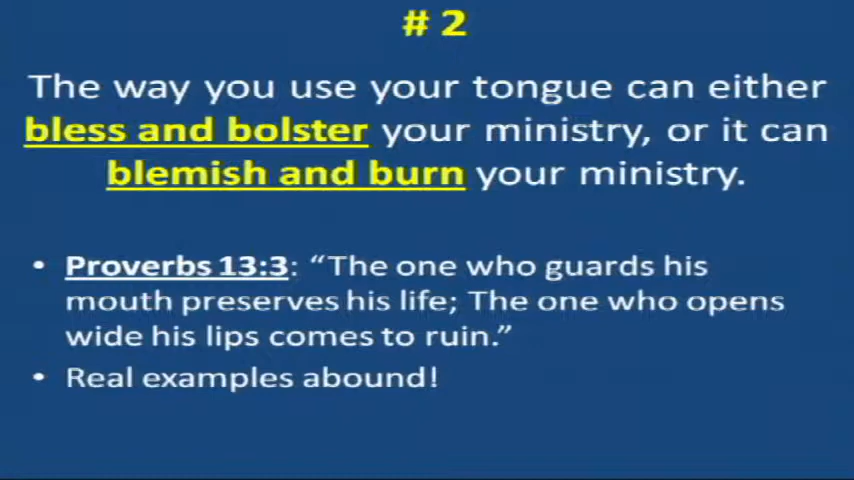 # 2
The way you use your tongue can either
bless and bolster your ministry, or it can
blemish and burn your ministry.
• Proverbs 13:3: “The one who guards his
mouth preserves his life; The one who opens
wide his lips comes to ruin.”
• Real examples abound!